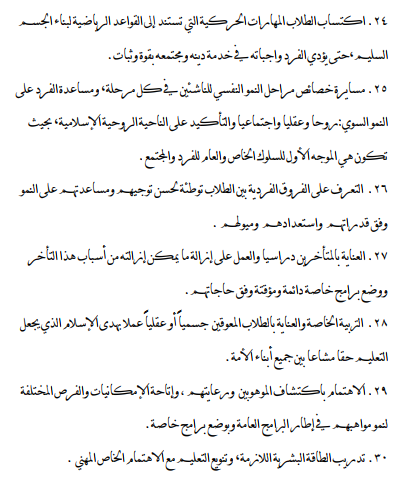 ٢٤ . اكتساب الطلاب المهارات الحركية التي تستند إلى القواعد الرياضية لبناء الجسم
السليم، حتى يؤدي الفرد واجباته في خدمة دينه ومجتمعه بقوة وثبات.
٢٥ . مسايرة خصائص مراحل النمو النفسي للناشئين في كل مرحلة، ومساعدة الفرد على
النمو السوي: روحا وعقليا واجتماعيا والتأكيد على الناحية الروحية الإسلامية، بحيث
تكون هي الموجه الأول للسلوك الخاص والعام للفرد والمجتمع.
٢٦ . التعرف على الفروق الفردية بين الطلاب توطئة لحسن توجيههم ومساعدتهم على النمو
وفق قدراتهم واستعدادهم وميولهم .
٢٧ . العناية بالمتأخرين دراسيا والعمل على إزالة ما يمكن إزالته من أسباب هذا التأخر
ووضع برامج خاصة دائمة ومؤقتة وفق حاجاتهم .
٢٨ . التربية الخاصة والعناية بالطلاب المعوقين جسمياً أو عقلياً عملا بهدى الإسلام الذي يجعل
التعليم حقا مشاعا بين جميع أبناء الأمة .
٢٩ . الاهتمام باكتشاف الموهوبين ورعايتهم ، وإتاحة الإمكانيات والفرص المختلفة
لنمو مواهبهم في إطار البرامج العامة وبوضع برامج خاصة .
٣٠ . تدريب الطاقة البشرية اللازمة، وتنويع التعليم مع الاهتمام الخاص المهني .